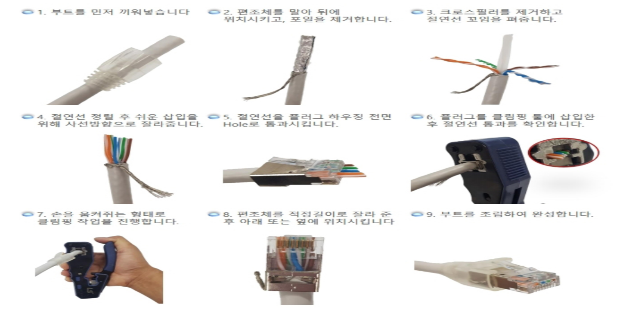 1. 부트를 먼저 끼워넣습니다
2. 편조체를 말아 뒤에
위치시키고, 포일을 제거합니다.
3. 크로스필러를 제거하고
절연선 꼬임을 펴줍니다.
4. 절연선 정렬 후 쉬운 삽입을
위해 사선방향으로 잘라줍니다.
5. 절연선을 플러그 하우징 전면
Hole로 통과시킵니다.
6. 플러그를 클림핑 툴에 삽입한
후 절연선 통과를 확인합니다.
7. 손을 움켜쥐는 형태로
클림핑 작업을 진행합니다.
8. 편조체를 적정길이로 잘라 준
후 아래 또는 옆에 위치시킵니다
9. 부트를 조립하여 완성합니다.